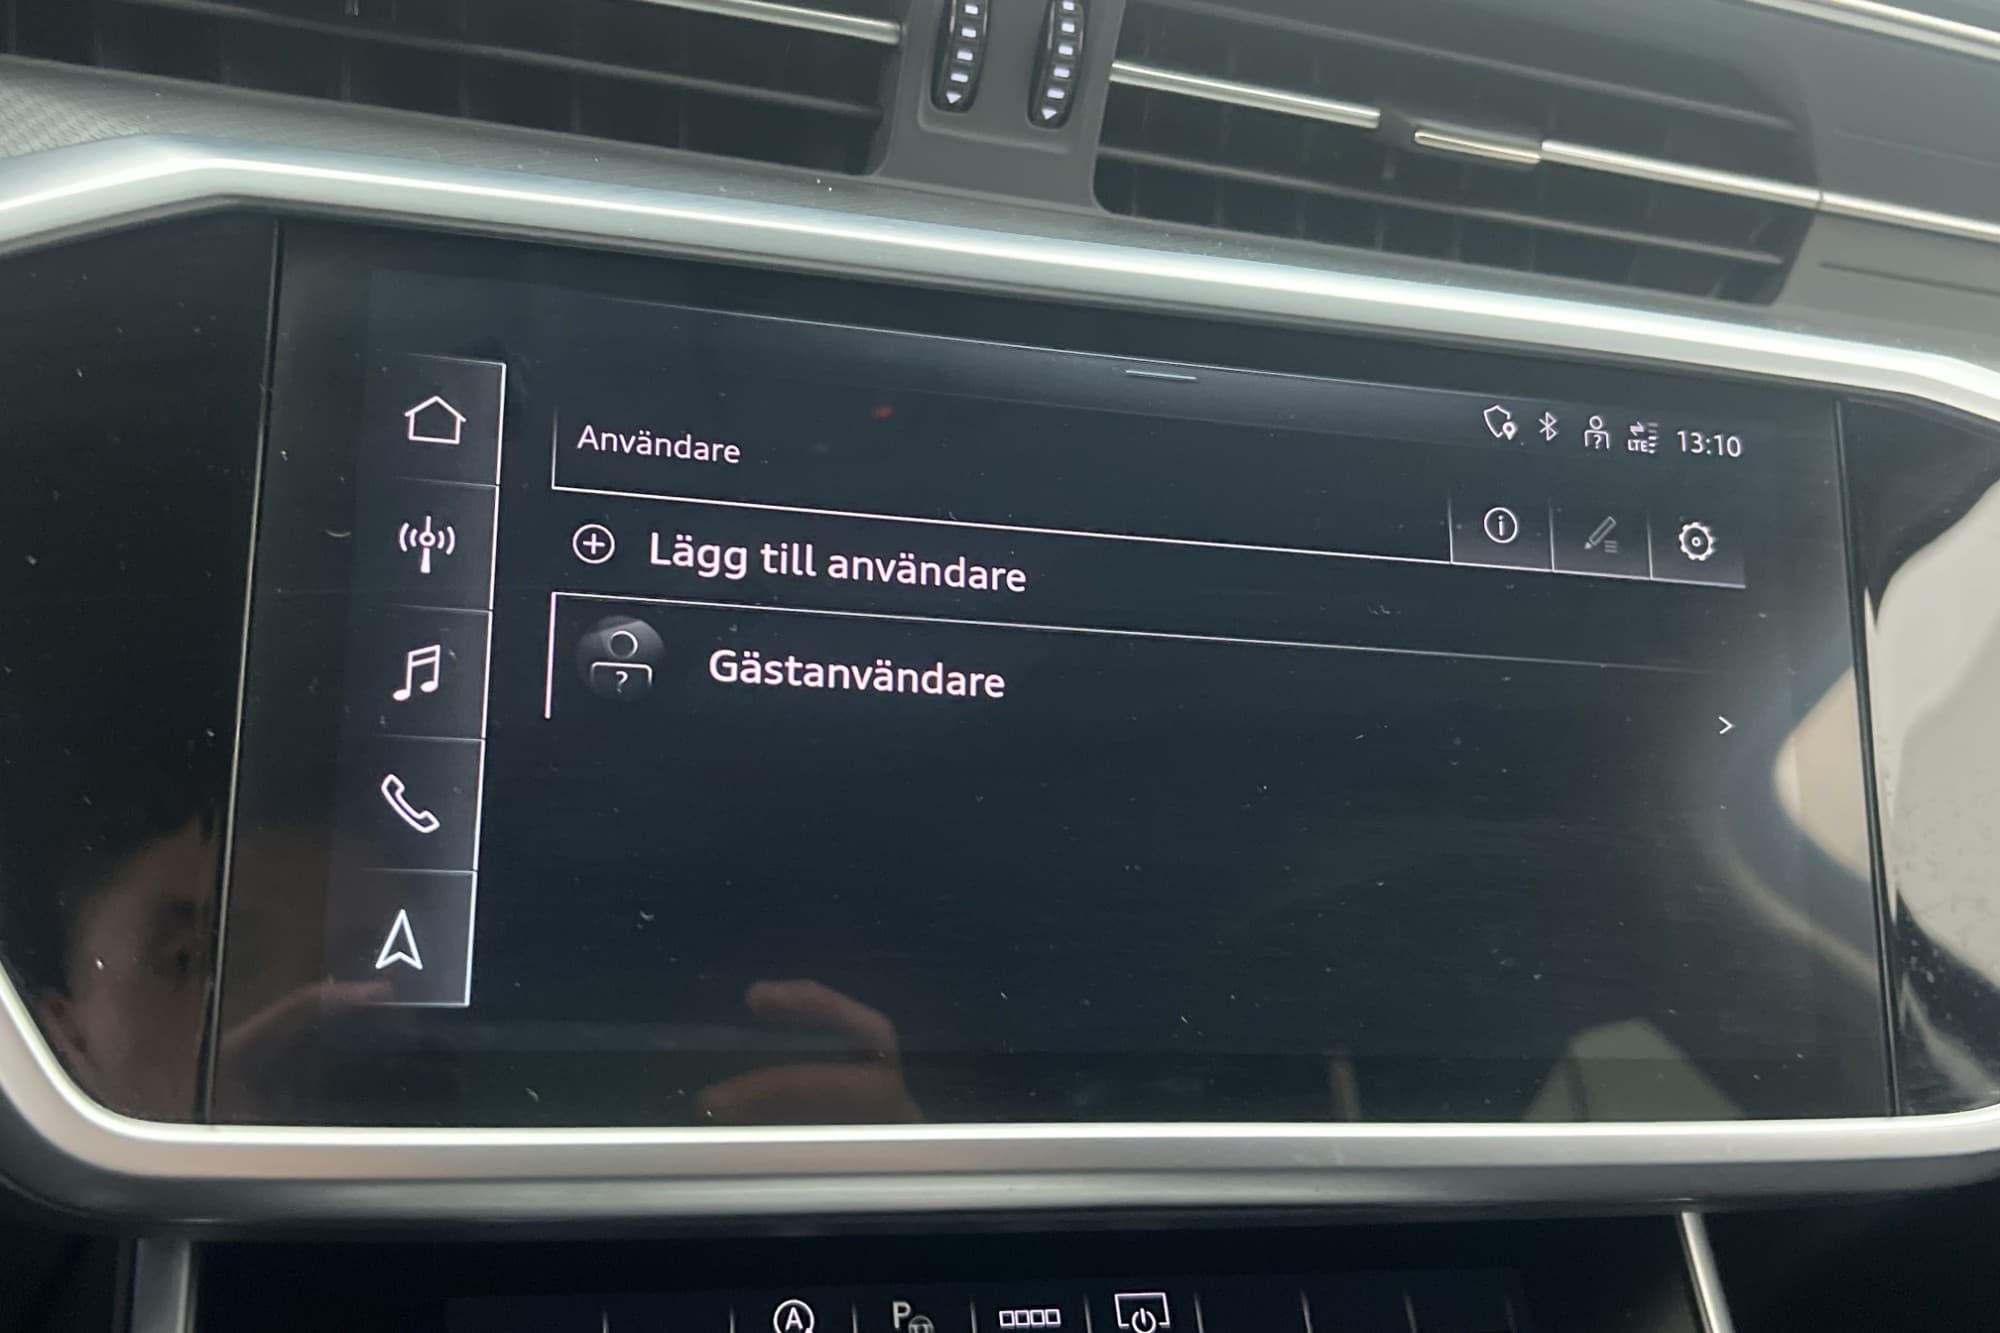 Användare
LTE
13:10
Lägg till användare
Gästanvändare
?
A
P